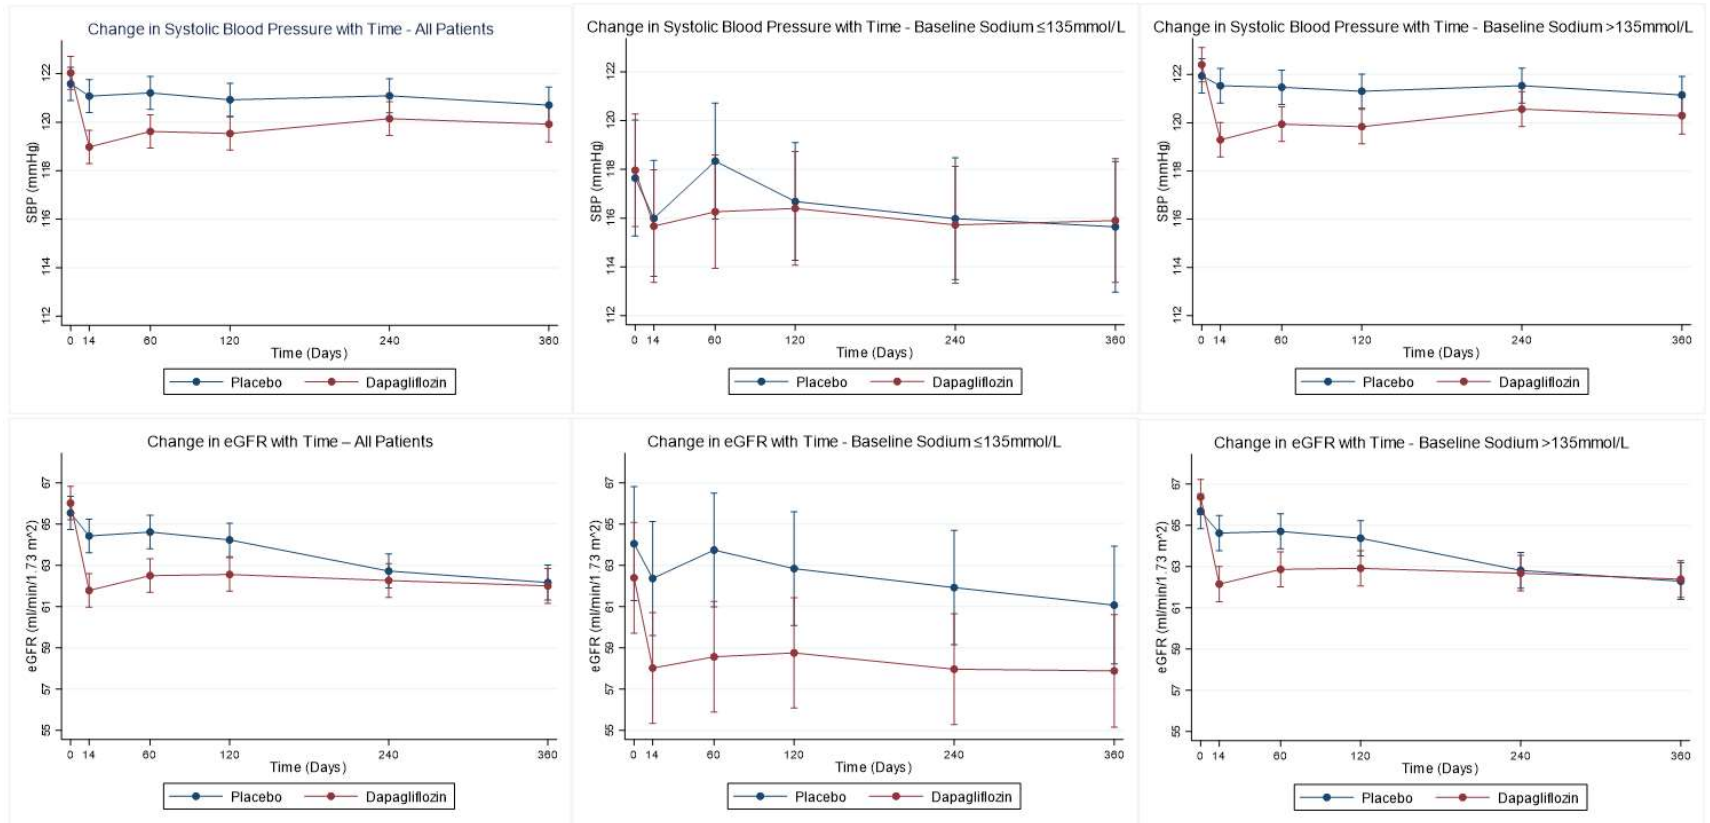 Change in Systolic Blood Pressure with Time - All Patients
SBP (mmHg)
122
120
118
116
114
112
0 14 60 120 240 360
Time (Days)
Placebo Dapagliflozin
Change in Systolic Blood Pressure with Time - Baseline Sodium ≤135mmol/L
SBP (mmHg)
122
120
118
116
114
112
0 14 60 120 240 360
Time (Days)
Placebo Dapagliflozin
Change in Systolic Blood Pressure with Time - Baseline Sodium >135mmol/L
SBP (mmHg)
122
120
118
116
114
112
0 14 60 120 240 360
Time (Days)
Placebo Dapagliflozin
Change in eGFR with Time – All Patients
eGFR (ml/min/1.73 m^2)
67
65
63
61
59
57
55
0 14 60 120 240 360
Time (Days)
Placebo Dapagliflozin
Change in eGFR with Time - Baseline Sodium ≤135mmol/L
eGFR (ml/min/1.73 m^2)
67
65
63
61
59
57
55
0 14 60 120 240 360
Time (Days)
Placebo Dapagliflozin
Change in eGFR with Time - Baseline Sodium >135mmol/L
eGFR (ml/min/1.73 m^2)
67
65
63
61
59
57
55
0 14 60 120 240 360
Time (Days)
Placebo Dapagliflozin